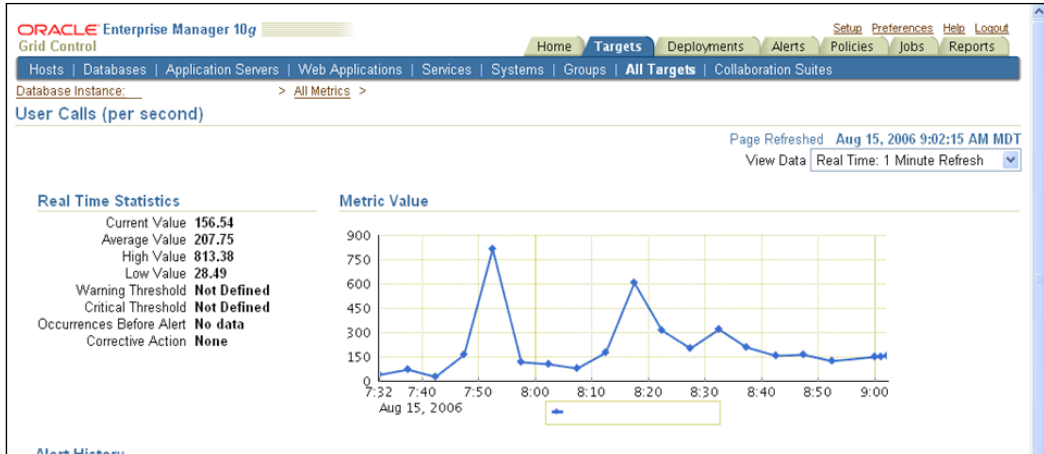 ORACLE Enterprise Manager 10g
Grid Control
Setup Preferences Help Logout
Home Targets Deployments Alerts Policies Jobs Reports
Hosts | Databases | Application Servers | Web Applications | Services | Systems | Groups | All Targets | Collaboration Suites
Database Instance: > All Metrics >
User Calls (per second)
Page Refreshed Aug 15, 2006 9:02:15 AM MDT
View Data Real Time: 1 Minute Refresh
Real Time Statistics
Current Value 156.54
Average Value 207.75
High Value 813.38
Low Value 28.49
Warning Threshold Not Defined
Critical Threshold Not Defined
Occurrences Before Alert No data
Corrective Action None
Metric Value
900
750
600
450
300
150
0
7:32 7:40 7:50 8:00 8:10 8:20 8:30 8:40 8:50 9:00
Aug 15, 2006
Alert History